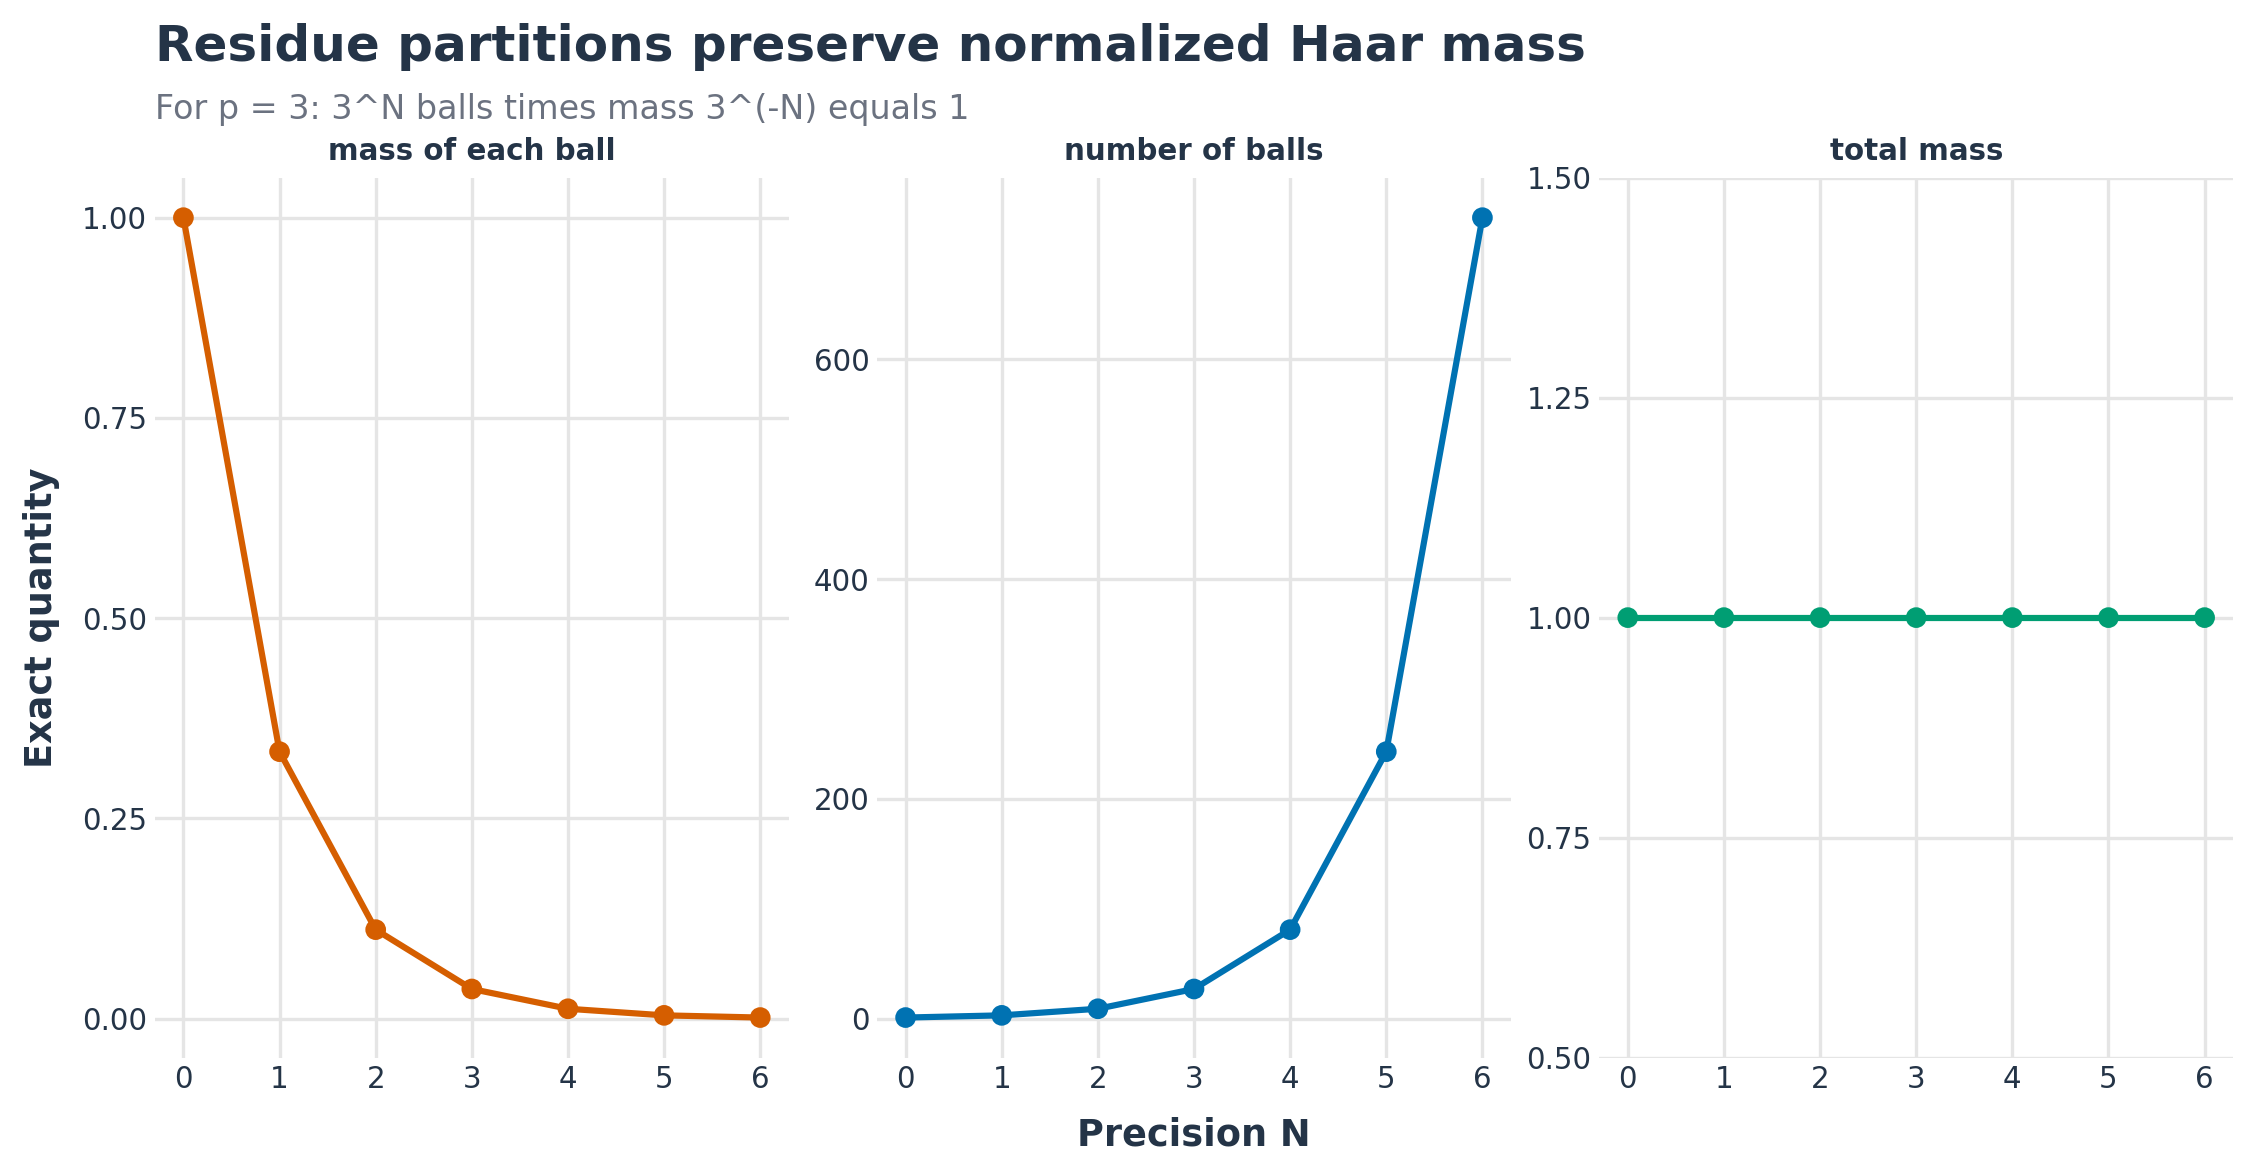 Residue partitions preserve normalized Haar mass
For p = 3: 3^N balls times mass 3^(-N) equals 1
mass of each ball
number of balls
total mass
Exact quantity
1.00
0.75
0.50
0.25
0.00
0 1 2 3 4 5 6
600
400
200
0
0 1 2 3 4 5 6
1.50
1.25
1.00
0.75
0.50
0 1 2 3 4 5 6
Precision N